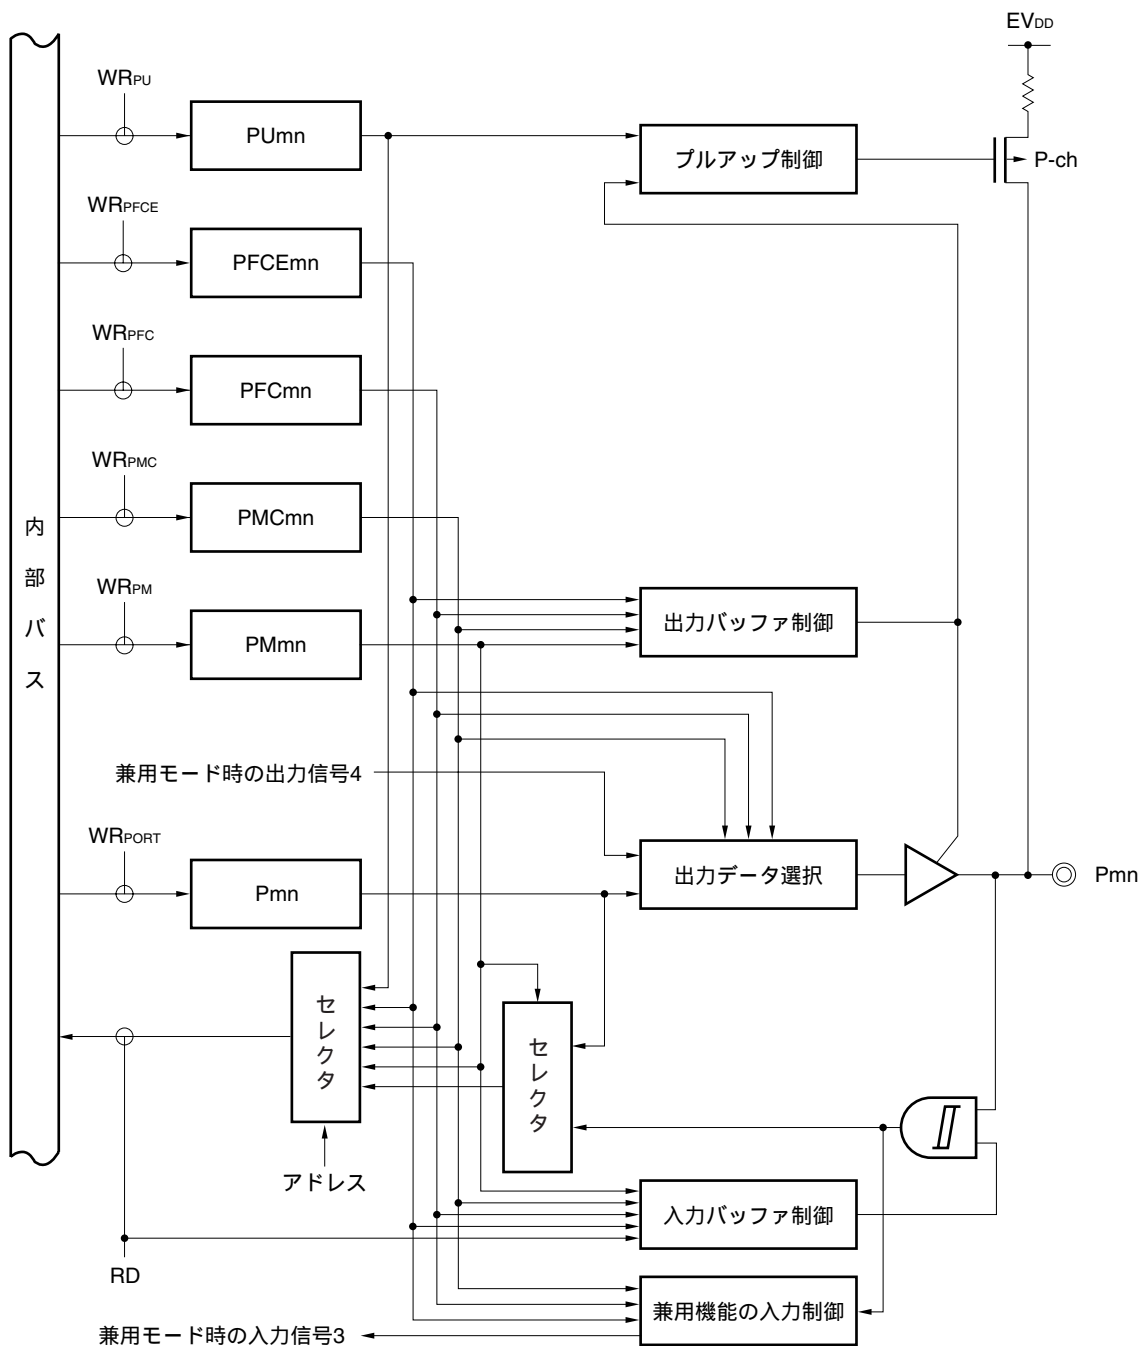 EVDD
WRPU
PUmn
プルアップ制御
P-ch
WRPFCE
PFCEmn
WRPFC
PFCmn
WRPMC
PMCmn
内部バス
WRPM
PMmn
出力バッファ制御
兼用モード時の出力信号4
WRPORT
Pmn
出力データ選択
Pmn
セレクタ
セレクタ
アドレス
入力バッファ制御
RD
兼用機能の入力制御
兼用モード時の入力信号3